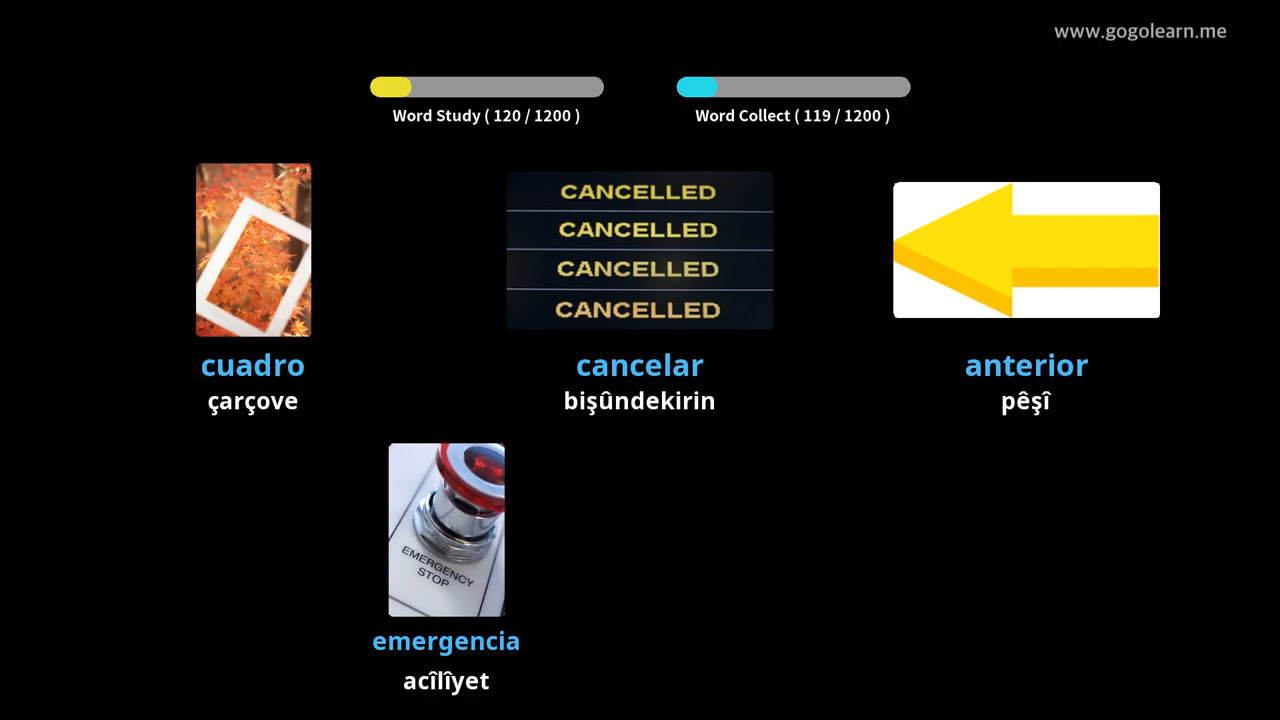 www.gogolearn.me
Word Study ( 120 / 1200 )
Word Collect ( 119 / 1200 )
CANCELLED
CANCELLED
CANCELLED
CANCELLED
cuadro
çarçove
cancelar
bişûndekirin
anterior
pêşî
EMERGENCY
STOP
emergencia
acîlîyet